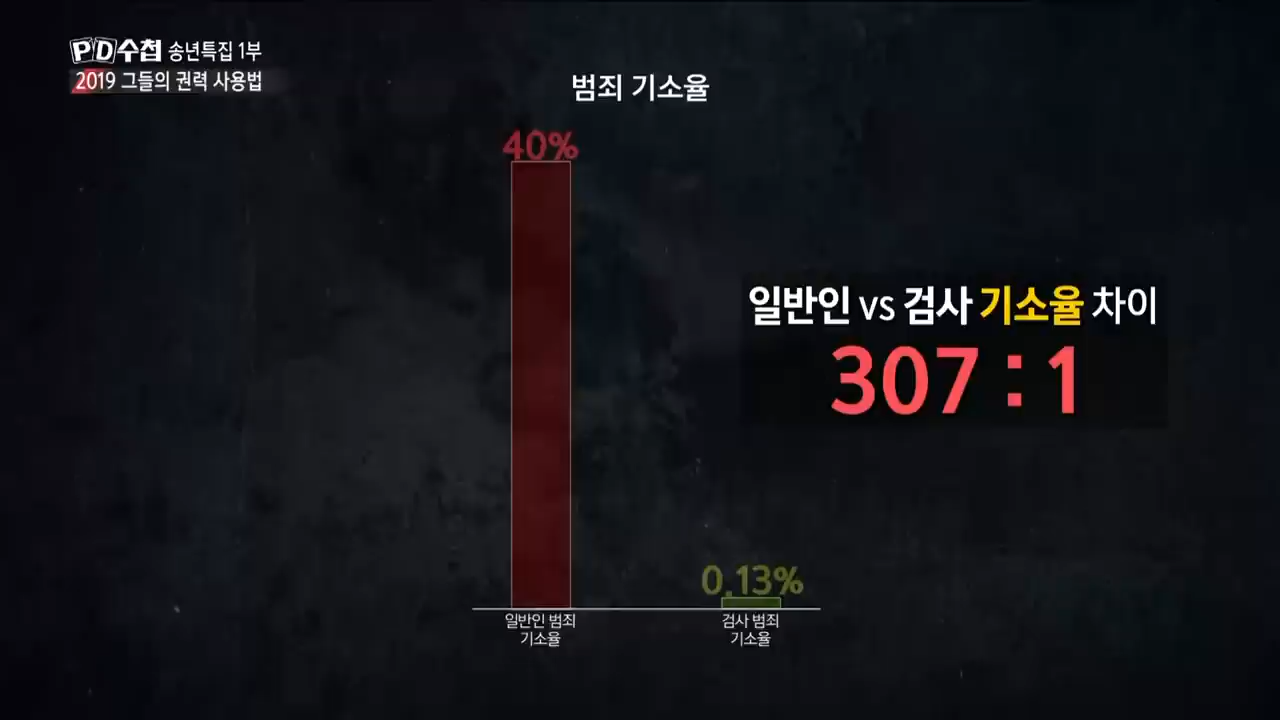 PD수첩 송년특집 1부
2019 그들의 권력 사용법
범죄 기소율
40%
일반인 vs 검사 기소율 차이
307 : 1
0.13%
일반인 범죄
기소율
검사 범죄
기소율